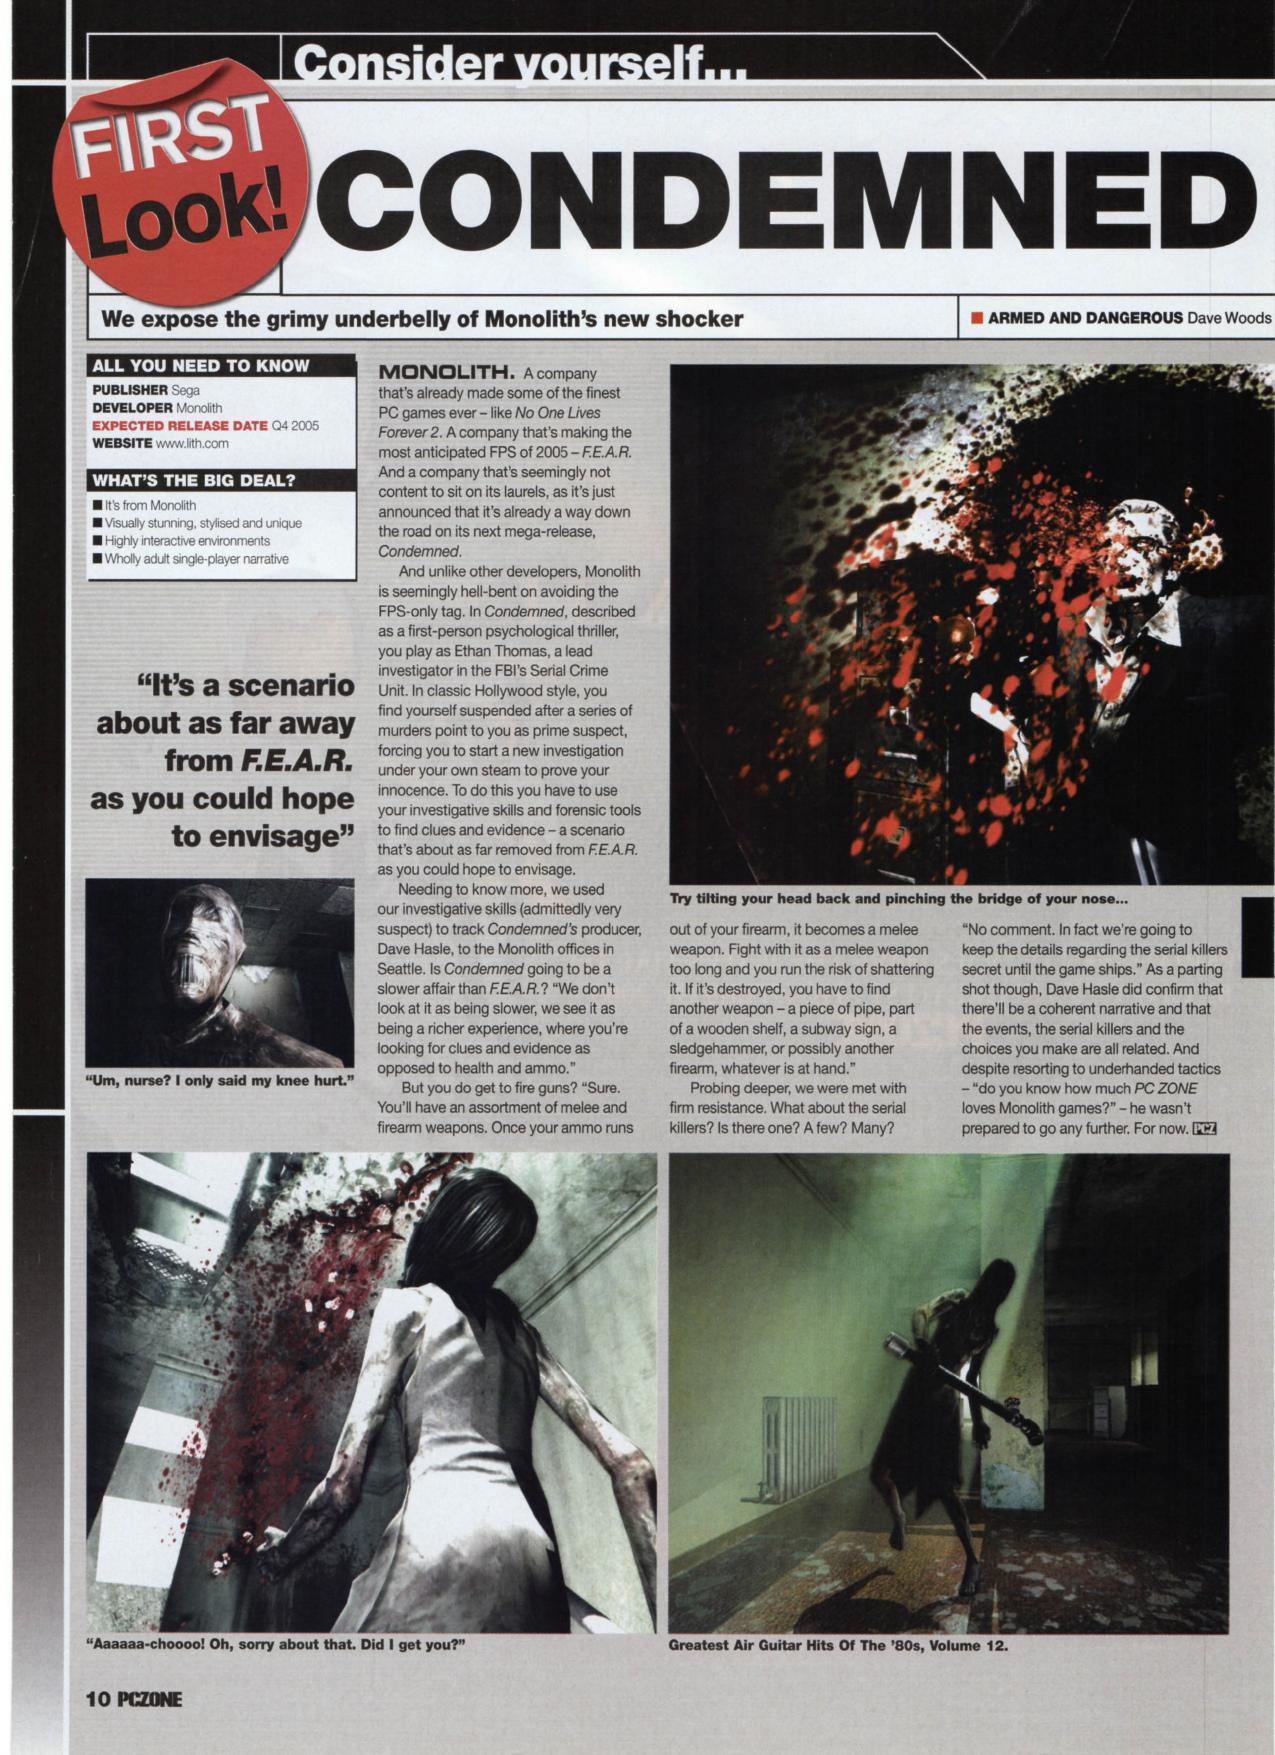 Consider yourself...
FIRST
Look!
CONDEMNED
We expose the grimy underbelly of Monolith's new shocker
■ ARMED AND DANGEROUS Dave Woods
ALL YOU NEED TO KNOW
PUBLISHER Sega
DEVELOPER Monolith
EXPECTED RELEASE DATE Q4 2005
WEBSITE www.lith.com
WHAT'S THE BIG DEAL?
■ It's from Monolith
■ Visually stunning, stylised and unique
■ Highly interactive environments
■ Wholly adult single-player narrative
“It's a scenario
about as far away
from F.E.A.R.
as you could hope
to envisage”
“Um, nurse? I only said my knee hurt.”
MONOLITH. A company
that's already made some of the finest
PC games ever – like No One Lives
Forever 2. A company that's making the
most anticipated FPS of 2005 – F.E.A.R.
And a company that's seemingly not
content to sit on its laurels, as it's just
announced that it's already a way down
the road on its next mega-release,
Condemned.
And unlike other developers, Monolith
is seemingly hell-bent on avoiding the
FPS-only tag. In Condemned, described
as a first-person psychological thriller,
you play as Ethan Thomas, a lead
investigator in the FBI's Serial Crime
Unit. In classic Hollywood style, you
find yourself suspended after a series of
murders point to you as prime suspect,
forcing you to start a new investigation
under your own steam to prove your
innocence. To do this you have to use
your investigative skills and forensic tools
to find clues and evidence – a scenario
that's about as far removed from F.E.A.R.
as you could hope to envisage.
Needing to know more, we used
our investigative skills (admittedly very
suspect) to track Condemned's producer,
Dave Hasle, to the Monolith offices in
Seattle. Is Condemned going to be a
slower affair than F.E.A.R.? “We don't
look at it as being slower, we see it as
being a richer experience, where you're
looking for clues and evidence as
opposed to health and ammo.”
But you do get to fire guns? “Sure.
You'll have an assortment of melee and
firearm weapons. Once your ammo runs
Try tilting your head back and pinching the bridge of your nose...
out of your firearm, it becomes a melee
weapon. Fight with it as a melee weapon
too long and you run the risk of shattering
it. If it's destroyed, you have to find
another weapon – a piece of pipe, part
of a wooden shelf, a subway sign, a
sledgehammer, or possibly another
firearm, whatever is at hand.”
Probing deeper, we were met with
firm resistance. What about the serial
killers? Is there one? A few? Many?
“No comment. In fact we're going to
keep the details regarding the serial killers
secret until the game ships.” As a parting
shot though, Dave Hasle did confirm that
there'll be a coherent narrative and that
the events, the serial killers and the
choices you make are all related. And
despite resorting to underhanded tactics
– “do you know how much PC ZONE
loves Monolith games?” – he wasn't
prepared to go any further. For now. PCZ
“Aaaaaa-choooo! Oh, sorry about that. Did I get you?”
Greatest Air Guitar Hits Of The '80s, Volume 12.
10 PCZONE